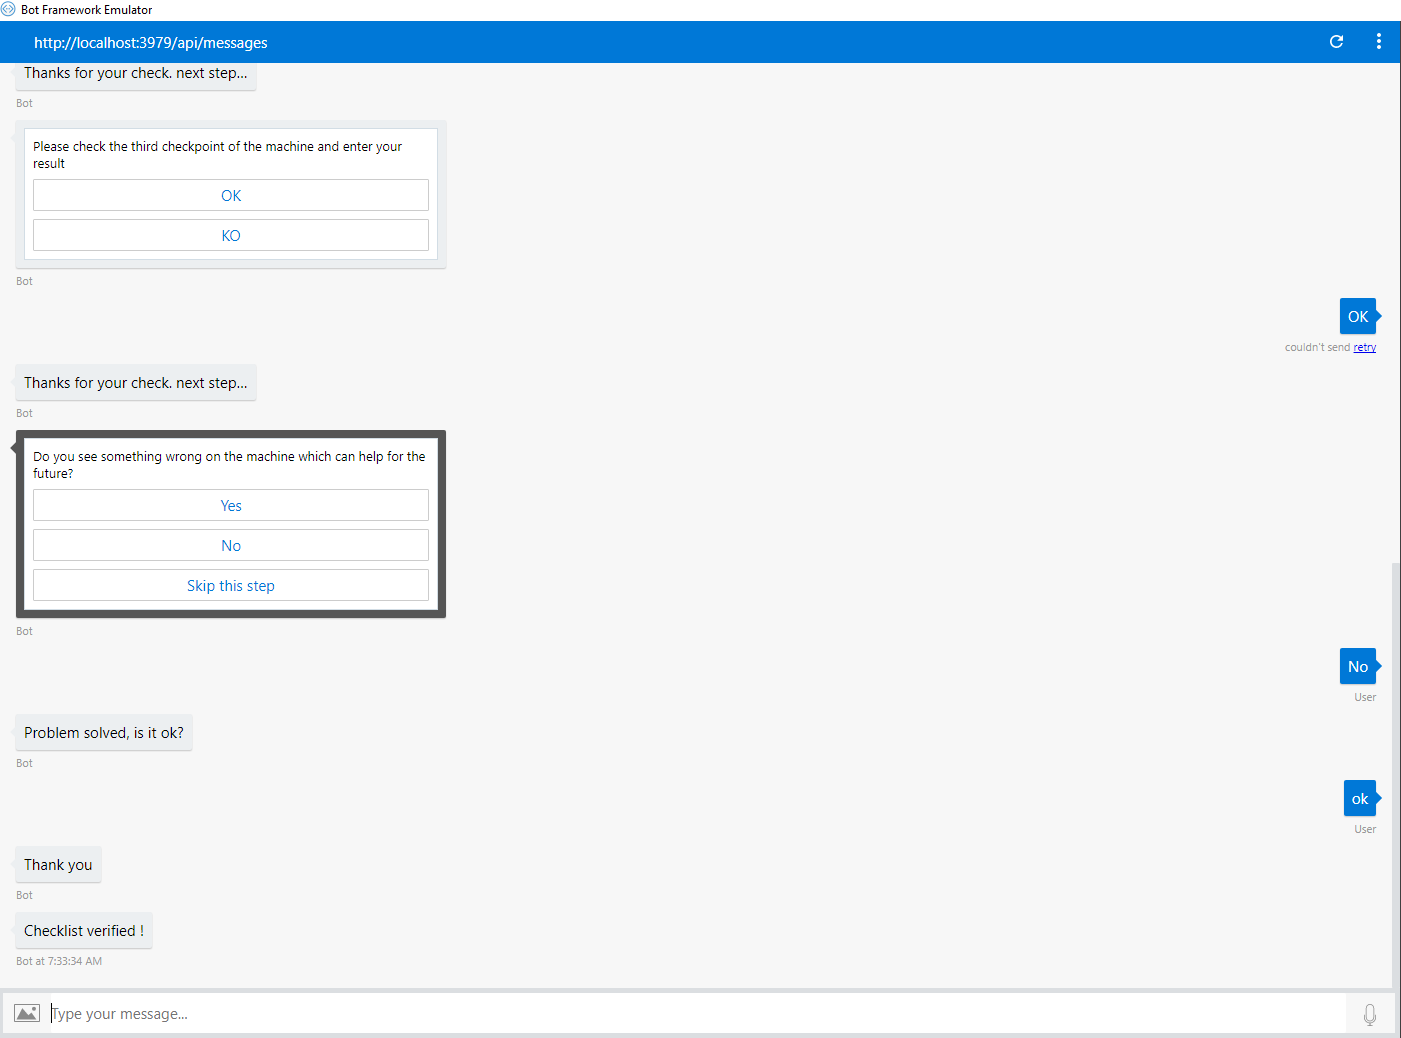 Bot Framework Emulator
http://localhost:3979/api/messages
Thanks for your check. next step...
Bot
Please check the third checkpoint of the machine and enter your
result
OK
KO
Bot
OK
couldn't send retry
Thanks for your check. next step...
Bot
Do you see something wrong on the machine which can help for the
future?
Yes
No
Skip this step
Bot
No
User
Problem solved, is it ok?
Bot
ok
User
Thank you
Bot
Checklist verified !
Bot at 7:33:34 AM
Type your message...